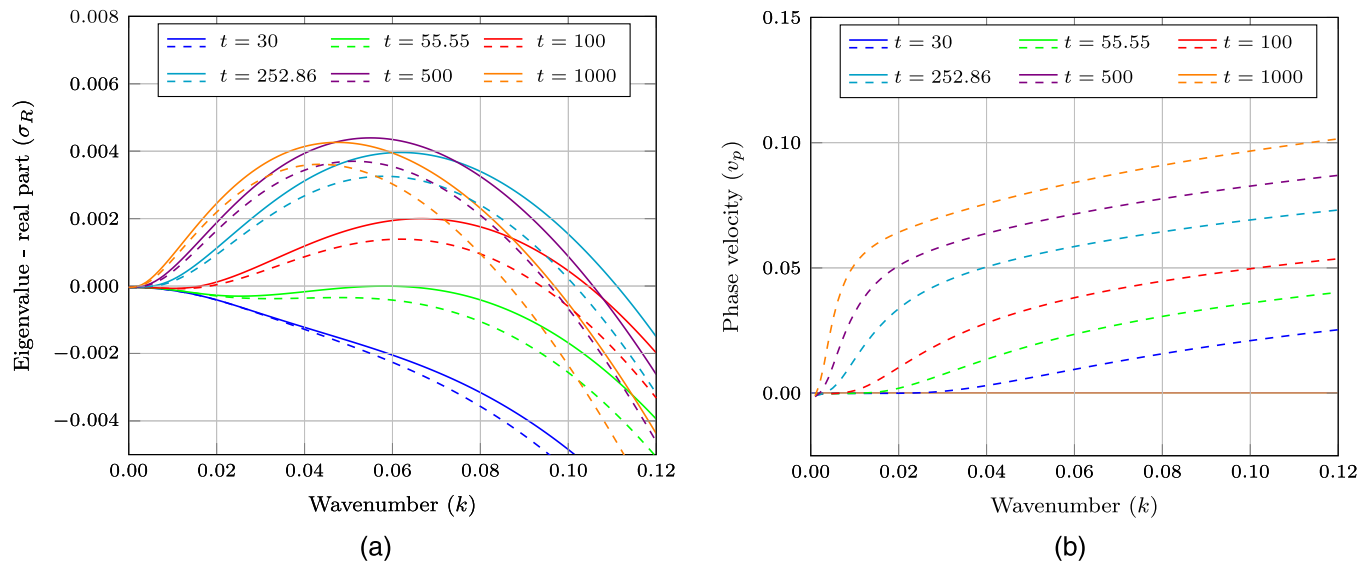 0.008
0.006
0.004
0.002
0.000
−0.002
−0.004
0.00 0.02 0.04 0.06 0.08 0.10 0.12
Eigenvalue - real part (σ_R)
Wavenumber (k)
t = 30 t = 55.55 t = 100
t = 252.86 t = 500 t = 1000
(a)
0.15
0.10
0.05
0.00
0.00 0.02 0.04 0.06 0.08 0.10 0.12
Phase velocity (v_p)
Wavenumber (k)
t = 30 t = 55.55 t = 100
t = 252.86 t = 500 t = 1000
(b)